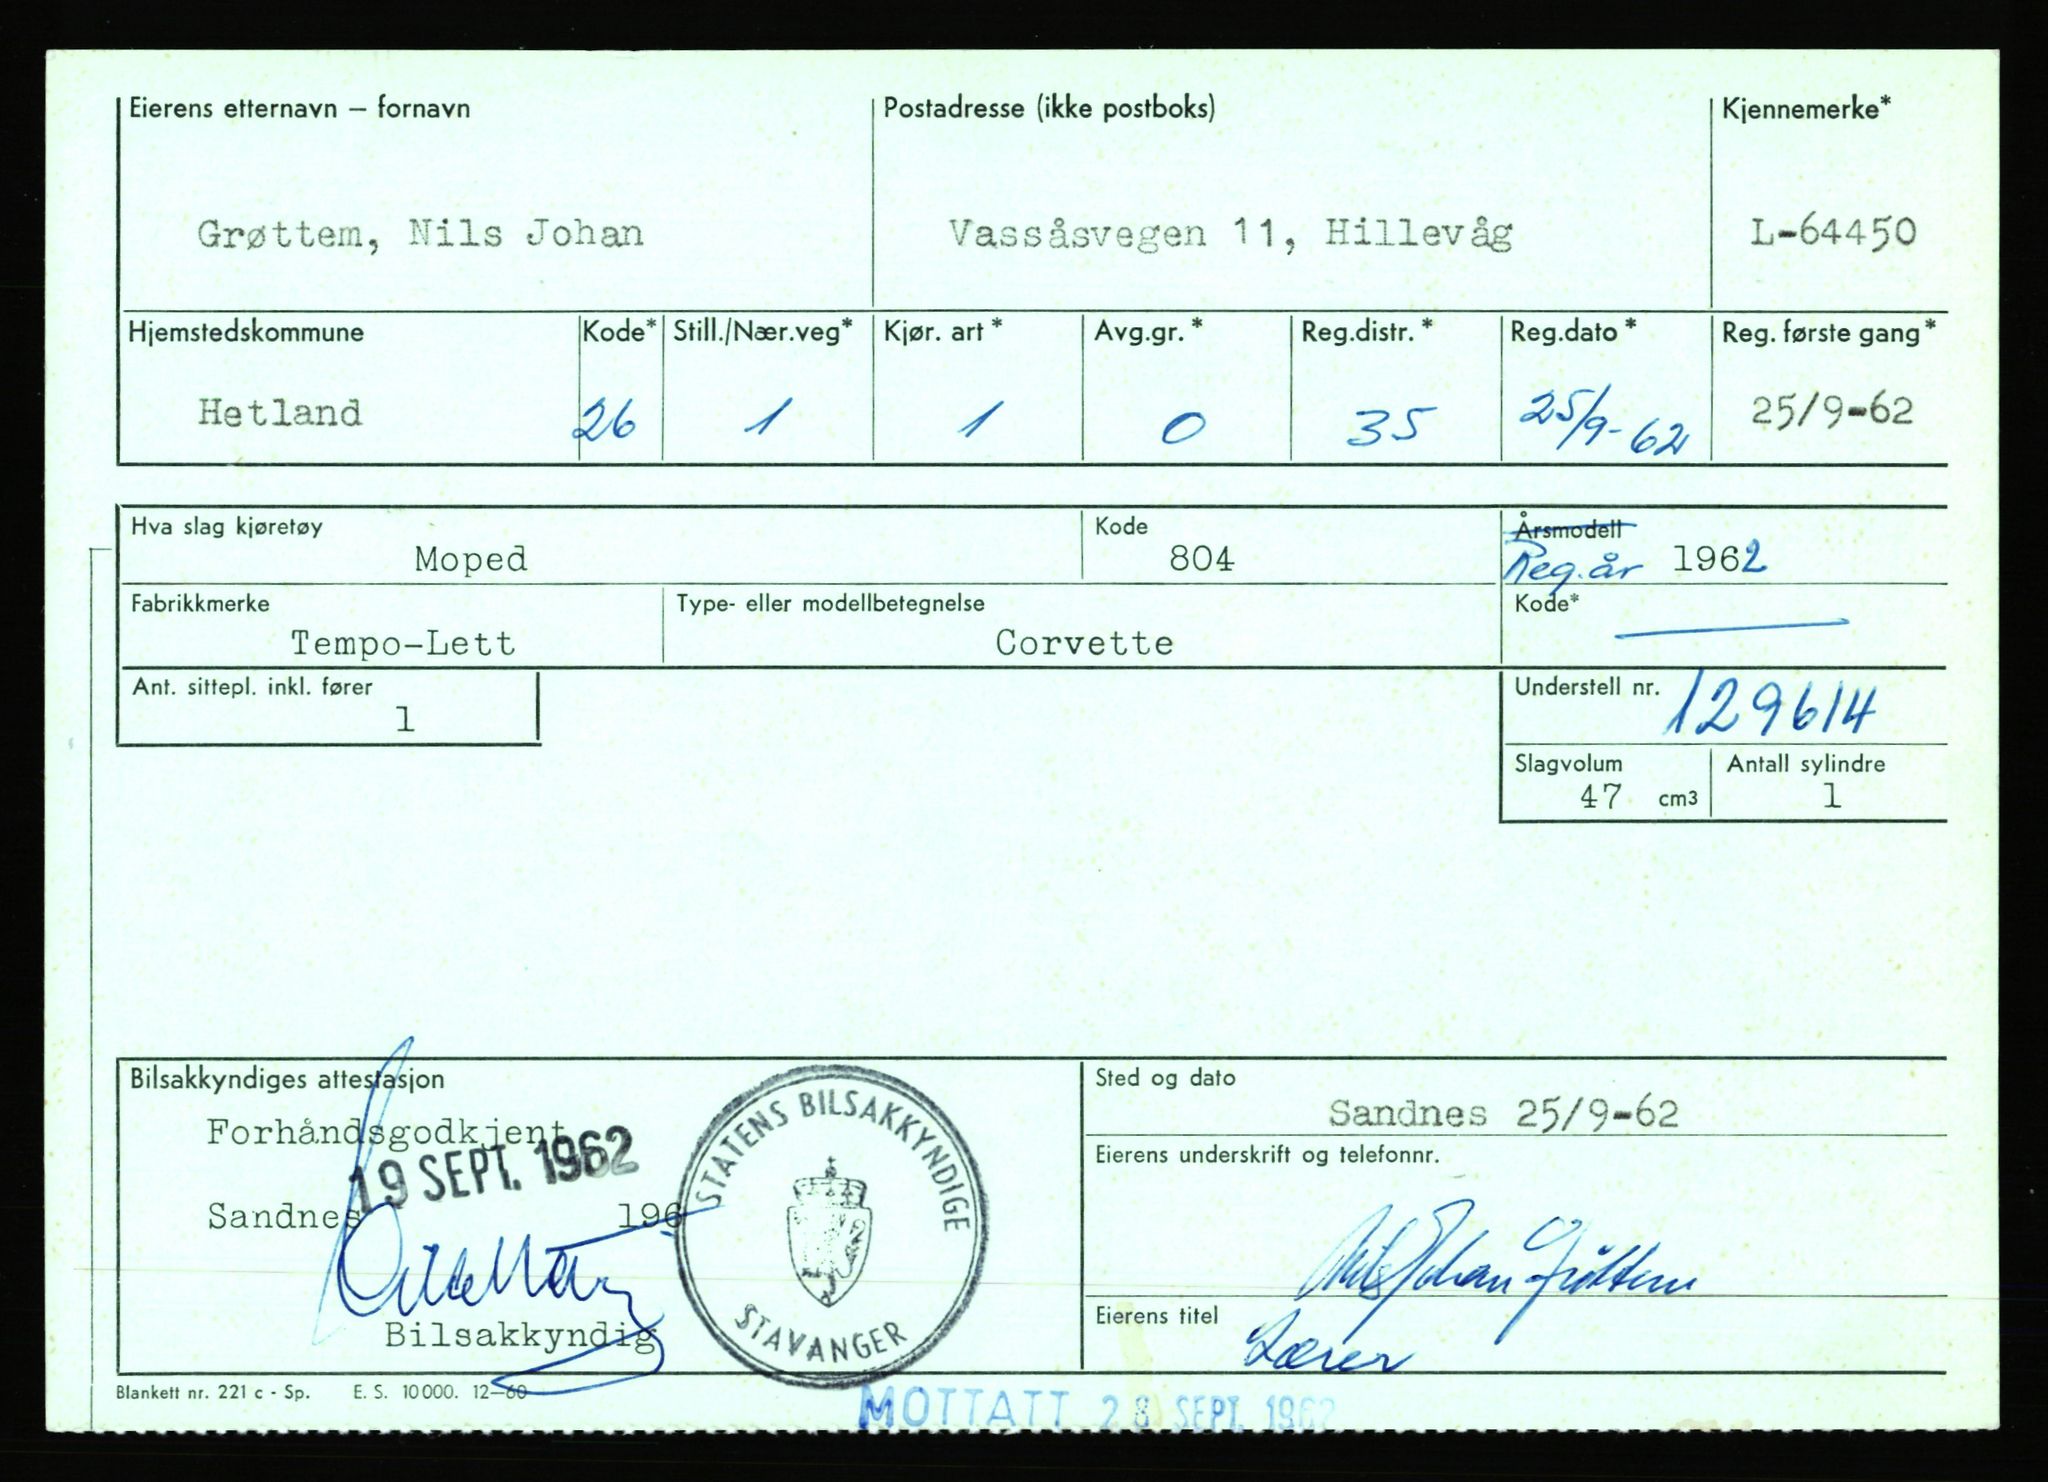 Eierens etternavn – fornavn Postadresse (ikke postboks) Kjennemerke*
Grøttem, Nils Johan Vassåsvegen 11, Hillevåg L-64450
Hjemstedskommune Kode* Still./Nær.veg* Kjør. art * Avg.gr. * Reg.distr. * Reg.dato * Reg. første gang*
Hetland 26 1 1 0 35 25/9-62 25/9-62
Hva slag kjøretøy Kode Årsmodell
Moped 804 Reg.år 1962
Fabrikkmerke Type- eller modellbetegnelse Kode*
Tempo-Lett Corvette
Ant. sittepl. inkl. fører Understell nr.
1 129614
Slagvolum Antall sylindre
47 cm3 1
Bilsakkyndiges attestasjon Sted og dato
Forhåndsgodkjent Sandnes 25/9-62
19 SEPT. 1962 Eierens underskrift og telefonnr.
Sandnes 196
STATENS BILSAKKYNDIGE
STAVANGER
Nils Johan Grøttem
Bilsakkyndig Eierens titel
Lærer
Blankett nr. 221 c - Sp. E. S. 10000. 12–60
MOTTATT 28 SEPT. 1962